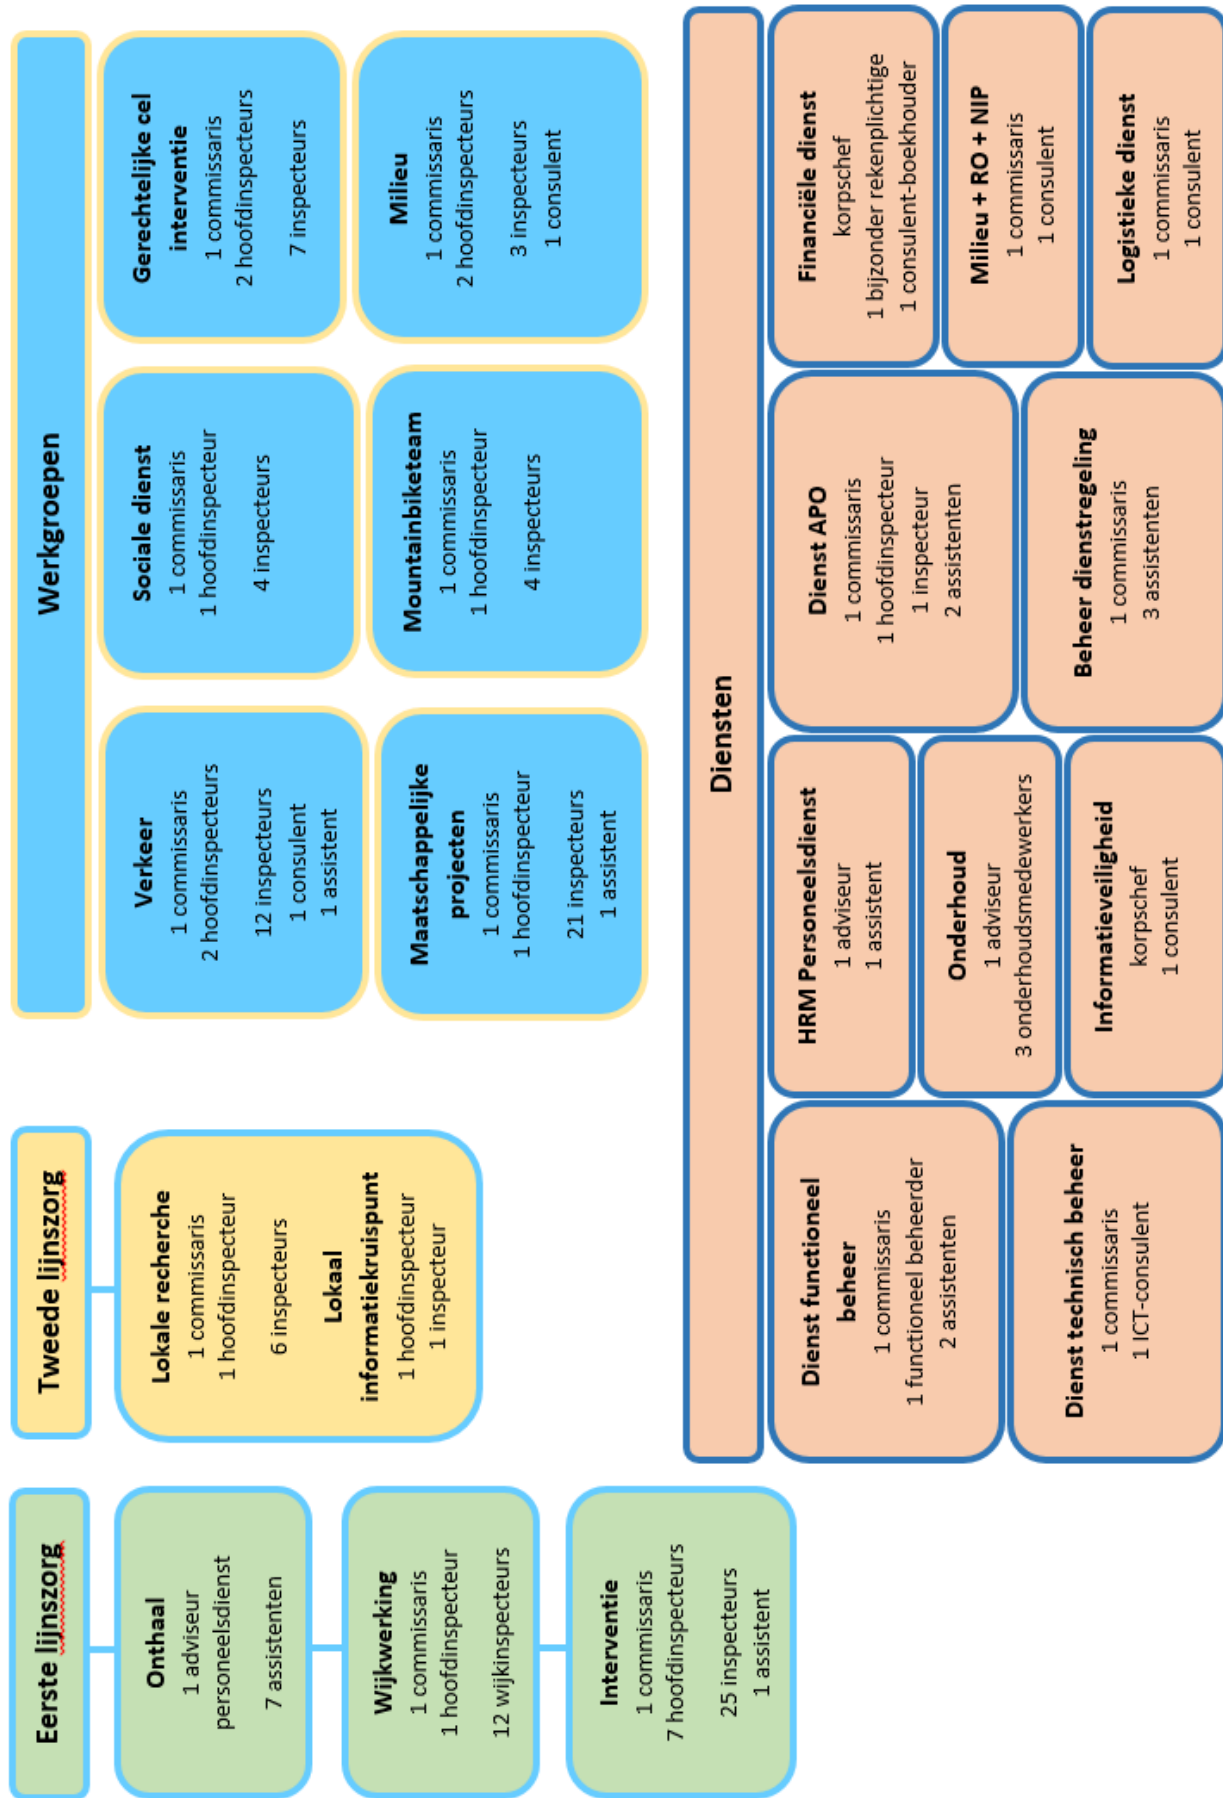 Eerste lijnszorg
Onthaal
1 adviseur
personeelsdienst
7 assistenten
Wijkwerking
1 commissaris
1 hoofdinspecteur
12 wijkinspecteurs
Interventie
1 commissaris
7 hoofdinspecteurs
25 inspecteurs
1 assistent
Tweede lijnszorg
Lokale recherche
1 commissaris
1 hoofdinspecteur
6 inspecteurs
Lokaal
informatiekruispunt
1 hoofdinspecteur
1 inspecteur
Werkgroepen
Verkeer
1 commissaris
2 hoofdinspecteurs
12 inspecteurs
1 consulent
1 assistent
Sociale dienst
1 commissaris
1 hoofdinspecteur
4 inspecteurs
Gerechtelijke cel
interventie
1 commissaris
2 hoofdinspecteurs
7 inspecteurs
Maatschappelijke
projecten
1 commissaris
1 hoofdinspecteur
21 inspecteurs
1 assistent
Mountainbiketeam
1 commissaris
1 hoofdinspecteur
4 inspecteurs
Milieu
1 commissaris
2 hoofdinspecteurs
3 inspecteurs
1 consulent
Diensten
Dienst functioneel
beheer
1 commissaris
1 functioneel beheerder
2 assistenten
Dienst technisch beheer
1 commissaris
1 ICT-consulent
HRM Personeelsdienst
1 adviseur
1 assistent
Onderhoud
1 adviseur
3 onderhoudsmedewerkers
Informatieveiligheid
korpschef
1 consulent
Dienst APO
1 commissaris
1 hoofdinspecteur
1 inspecteur
2 assistenten
Beheer dienstregeling
1 commissaris
3 assistenten
Financiële dienst
korpschef
1 bijzonder rekenplichtige
1 consulent-boekhouder
Milieu + RO + NIP
1 commissaris
1 consulent
Logistieke dienst
1 commissaris
1 consulent